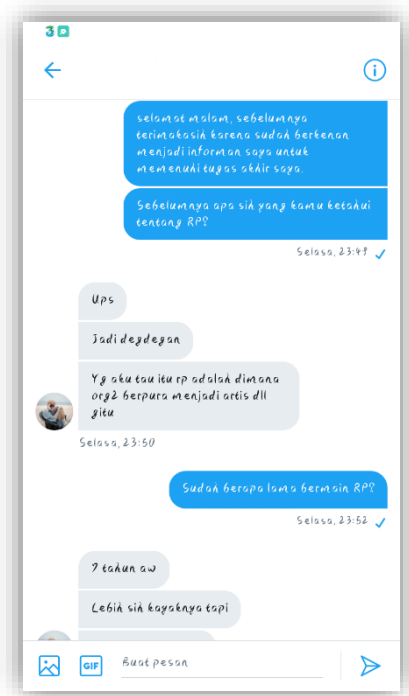 3
selamat malam, sebelumnya
terimakasih karena sudah berkenan
menjadi informan saya untuk
memenuhi tugas akhir saya.
Sebelumnya apa sih yang kamu ketahui
tentang RP?
Selasa, 23:49
Ups
Jadi degdegan
Yg aku tau itu rp adalah dimana
org2 berpura menjadi artis dll
gitu
Selasa, 23:50
Sudah berapa lama bermain RP?
Selasa, 23:52
7 tahun aw
Lebih sih kayaknya tapi
GIF
Buat pesan